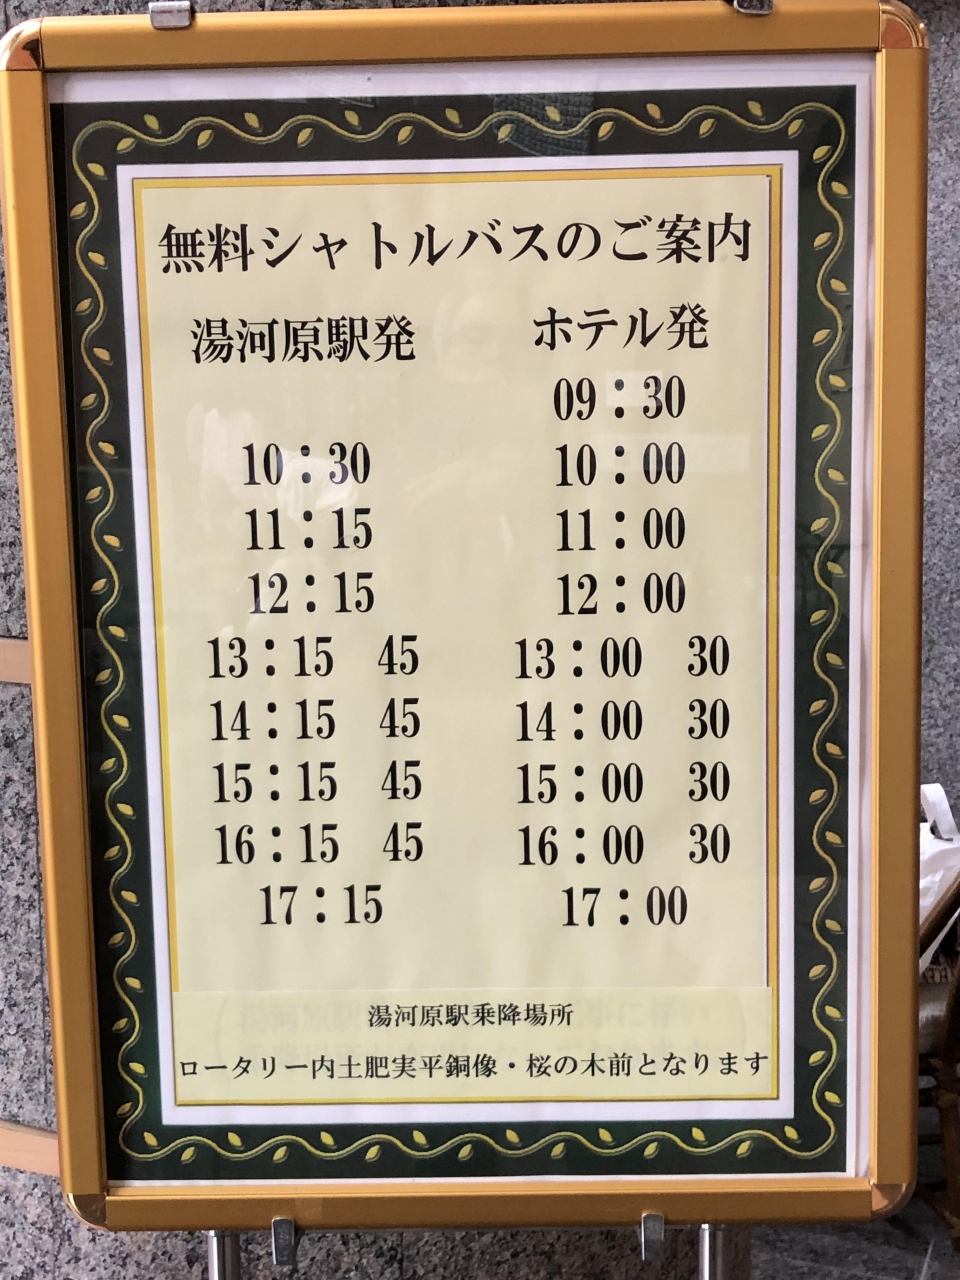 無料シャトルバスのご案内
湯河原駅発 ホテル発
09:30
10:30 10:00
11:15 11:00
12:15 12:00
13:15 45 13:00 30
14:15 45 14:00 30
15:15 45 15:00 30
16:15 45 16:00 30
17:15 17:00
湯河原駅乗降場所
ロータリー内土肥実平銅像・桜の木前となります